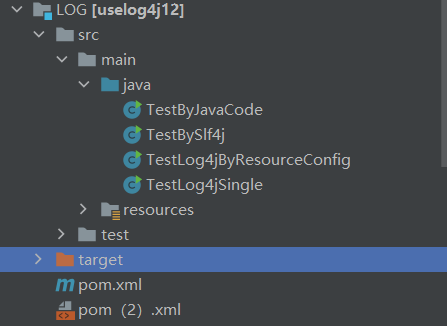 LOG [uselog4j12]
src
main
java
TestByJavaCode
TestBySlf4j
TestLog4jByResourceConfig
TestLog4jSingle
resources
test
target
pom.xml
pom（2）.xml